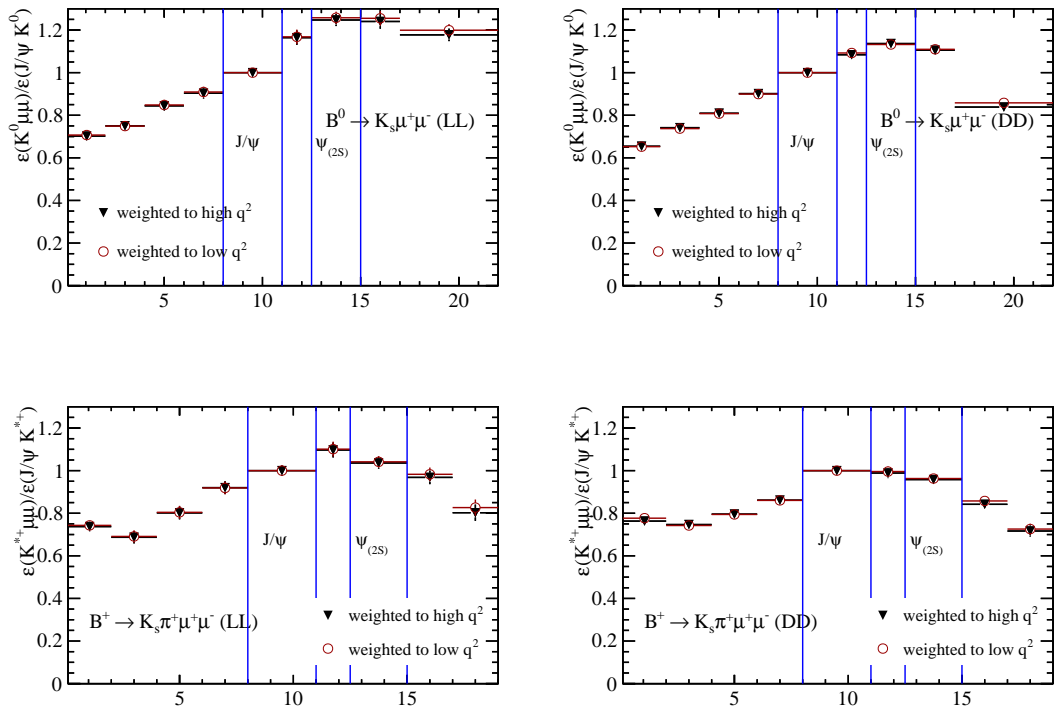 ε(K⁰μμ)/ε(J/ψ K⁰)
1.2
1
0.8
0.6
0.4
0.2
0
B⁰ → Kₛμ⁺μ⁻ (LL)
J/ψ
ψ(2S)
weighted to high q²
weighted to low q²
5 10 15 20
ε(K⁰μμ)/ε(J/ψ K⁰)
1.2
1
0.8
0.6
0.4
0.2
0
B⁰ → Kₛμ⁺μ⁻ (DD)
J/ψ
ψ(2S)
weighted to high q²
weighted to low q²
5 10 15 20
ε(K*⁺μμ)/ε(J/ψ K*⁺)
1.2
1
0.8
0.6
0.4
0.2
0
J/ψ
ψ(2S)
B⁺ → Kₛπ⁺μ⁺μ⁻ (LL)
weighted to high q²
weighted to low q²
5 10 15
ε(K*⁺μμ)/ε(J/ψ K*⁺)
1.2
1
0.8
0.6
0.4
0.2
0
J/ψ
ψ(2S)
B⁺ → Kₛπ⁺μ⁺μ⁻ (DD)
weighted to high q²
weighted to low q²
5 10 15